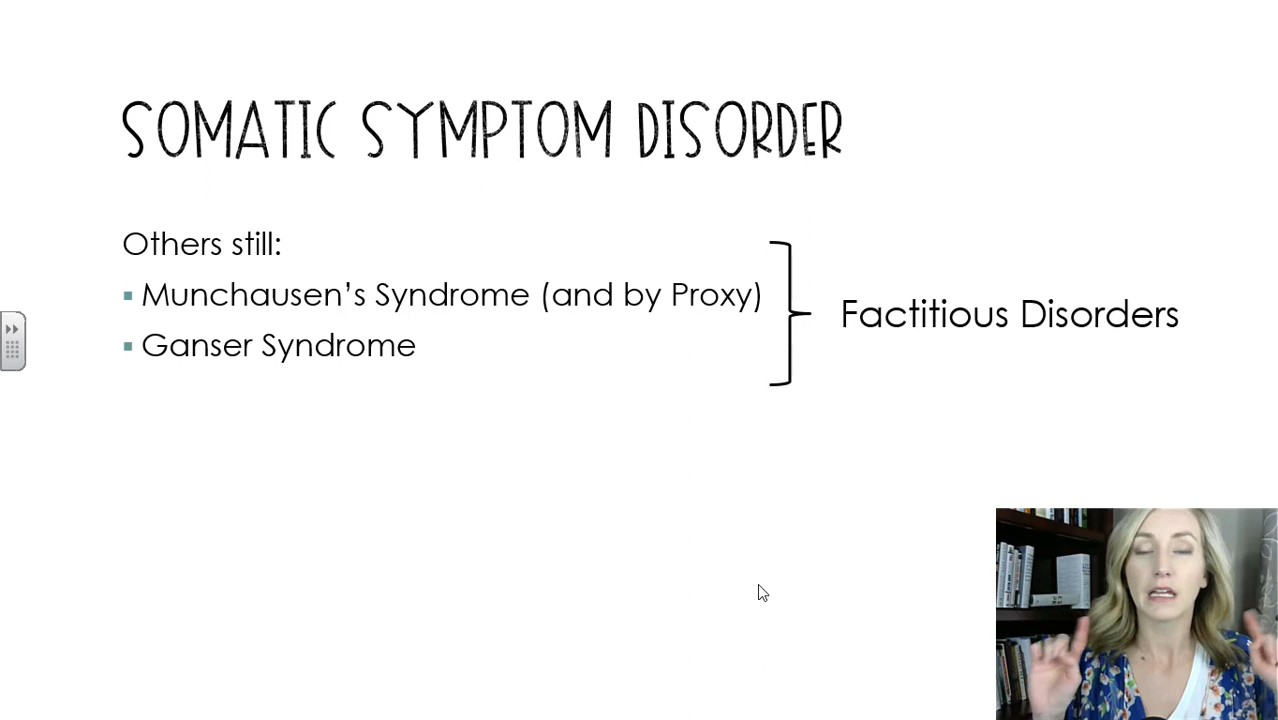 SOMATIC SYMPTOM DISORDER
Others still:
▪ Munchausen’s Syndrome (and by Proxy)
▪ Ganser Syndrome
Factitious Disorders